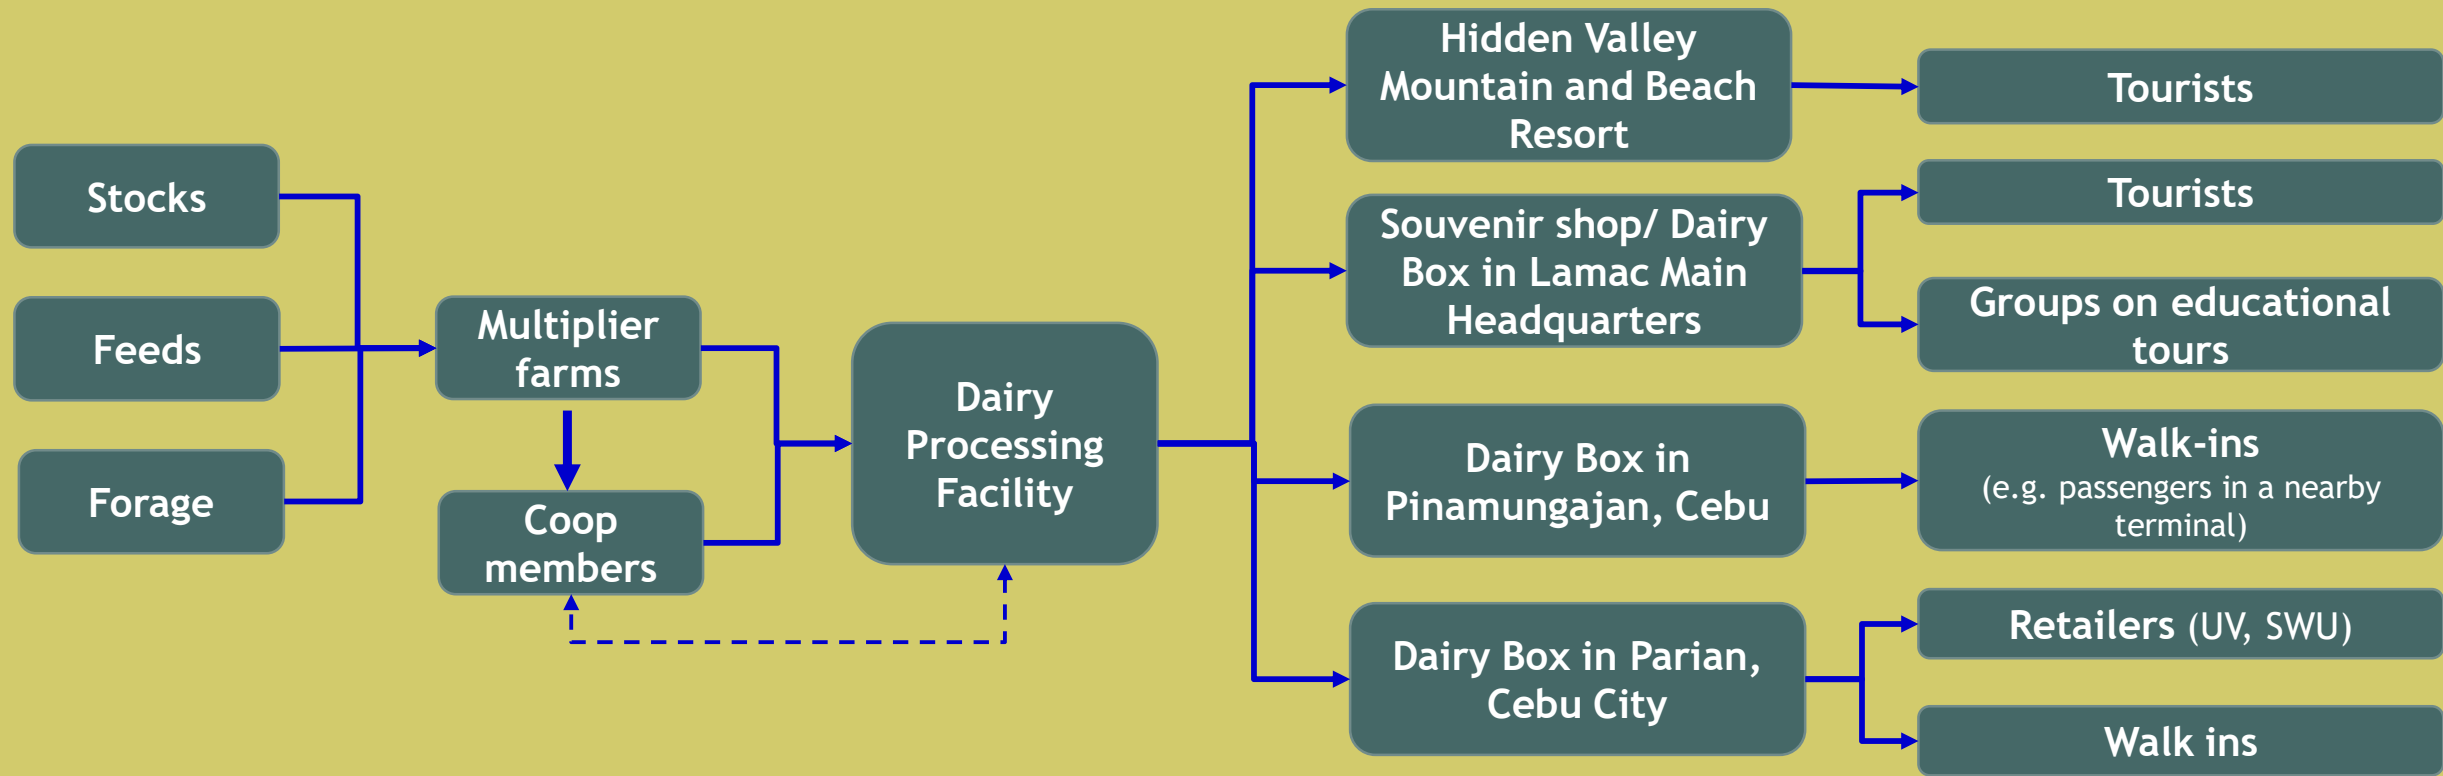 Stocks
Feeds
Forage
Multiplier
farms
Coop
members
Dairy
Processing
Facility
Hidden Valley
Mountain and Beach
Resort
Souvenir shop/ Dairy
Box in Lamac Main
Headquarters
Dairy Box in
Pinamungajan, Cebu
Dairy Box in Parian,
Cebu City
Tourists
Tourists
Groups on educational
tours
Walk-ins
(e.g. passengers in a nearby
terminal)
Retailers (UV, SWU)
Walk ins